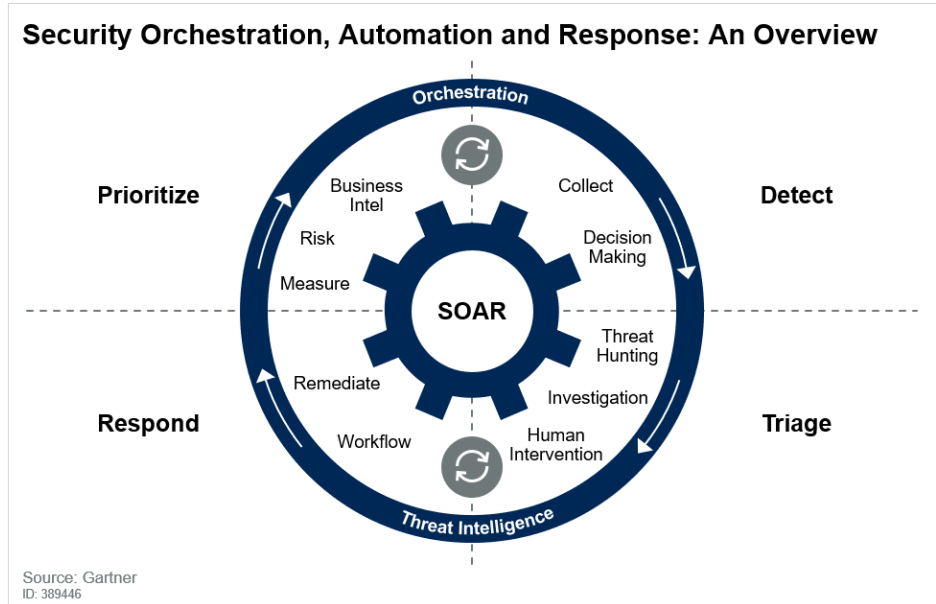 Security Orchestration, Automation and Response: An Overview
Orchestration
Prioritize
Detect
Business
Intel
Collect
Risk
Decision
Making
Measure
SOAR
Threat
Hunting
Remediate
Investigation
Respond
Triage
Workflow
Human
Intervention
Threat Intelligence
Source: Gartner
ID: 389446